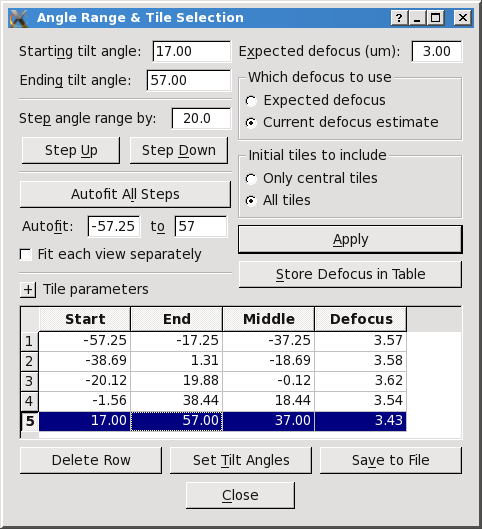 Angle Range & Tile Selection
Starting tilt angle: 17.00
Expected defocus (um): 3.00
Ending tilt angle: 57.00
Which defocus to use
Expected defocus
Current defocus estimate
Step angle range by: 20.0
Step Up
Step Down
Initial tiles to include
Only central tiles
All tiles
Autofit All Steps
Autofit: -57.25 to 57
Apply
Fit each view separately
Store Defocus in Table
+ Tile parameters
Start End Middle Defocus
1 -57.25 -17.25 -37.25 3.57
2 -38.69 1.31 -18.69 3.58
3 -20.12 19.88 -0.12 3.62
4 -1.56 38.44 18.44 3.54
5 17.00 57.00 37.00 3.43
Delete Row Set Tilt Angles Save to File
Close